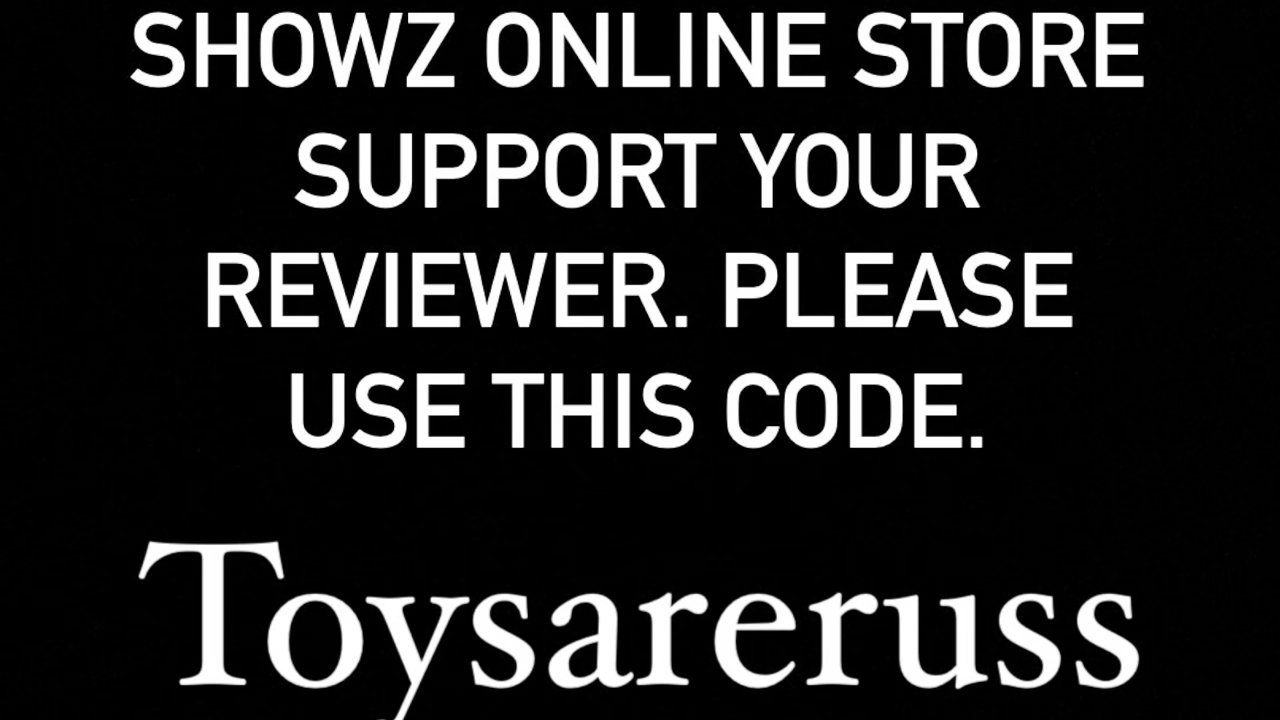 SHOWZ ONLINE STORE
SUPPORT YOUR
REVIEWER. PLEASE
USE THIS CODE.
Toysareruss